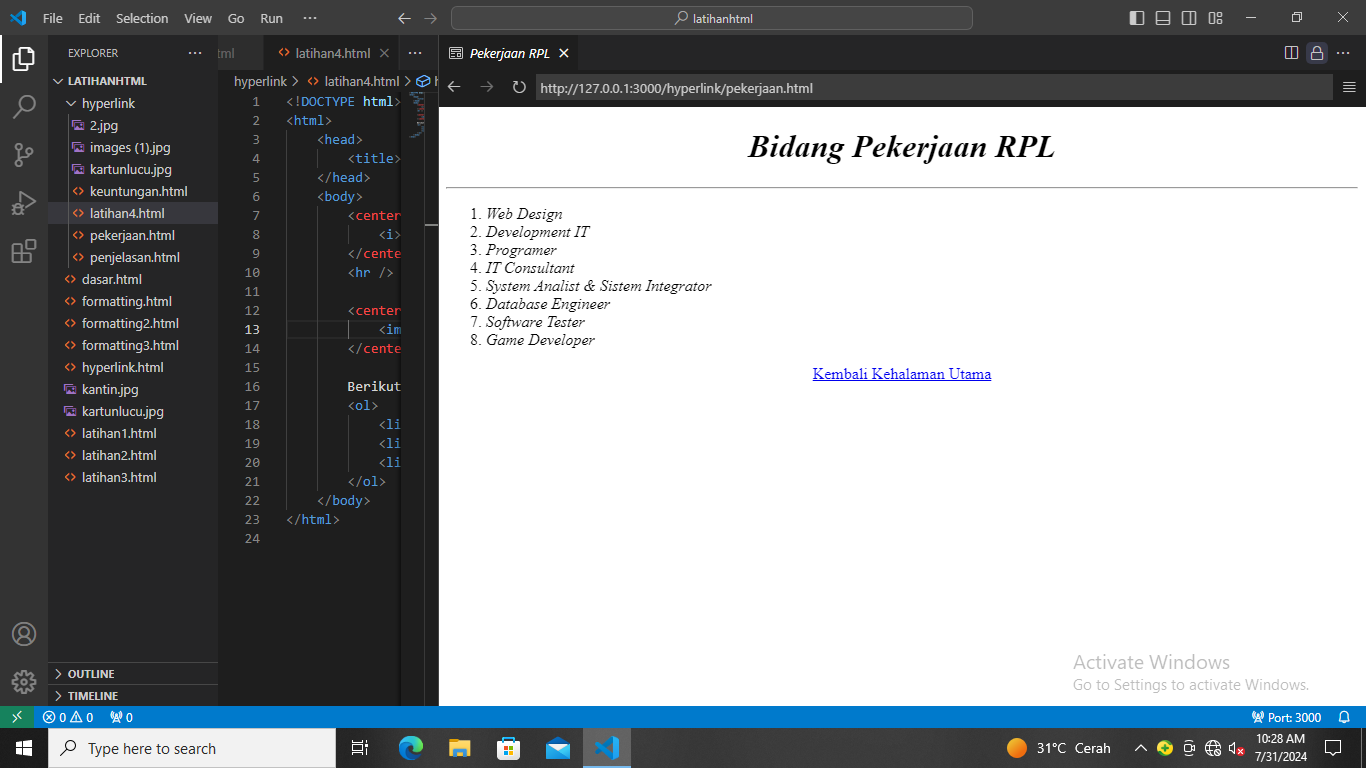 File Edit Selection View Go Run ··· latihanhtml
EXPLORER ···
LATIHANHTML
hyperlink
2.jpg
images (1).jpg
kartunlucu.jpg
keuntungan.html
latihan4.html
pekerjaan.html
penjelasan.html
dasar.html
formatting.html
formatting2.html
formatting3.html
hyperlink.html
kantin.jpg
kartunlucu.jpg
latihan1.html
latihan2.html
latihan3.html
OUTLINE
TIMELINE
tml latihan4.html ···
hyperlink > latihan4.html > h
1 <!DOCTYPE html>
2 <html>
3 <head>
4 <title>
5 </head>
6 <body>
7 <center
8 <i>
9 </cente
10 <hr />
11
12 <center
13 <im
14 </cente
15
16 Berikut
17 <ol>
18 <li
19 <li
20 <li
21 </ol>
22 </body>
23 </html>
24
Pekerjaan RPL ···
http://127.0.0.1:3000/hyperlink/pekerjaan.html
Bidang Pekerjaan RPL
1. Web Design
2. Development IT
3. Programer
4. IT Consultant
5. System Analist & Sistem Integrator
6. Database Engineer
7. Software Tester
8. Game Developer
Kembali Kehalaman Utama
Activate Windows
Go to Settings to activate Windows.
0 0 0 Port: 3000
Type here to search
31°C Cerah
10:28 AM
7/31/2024